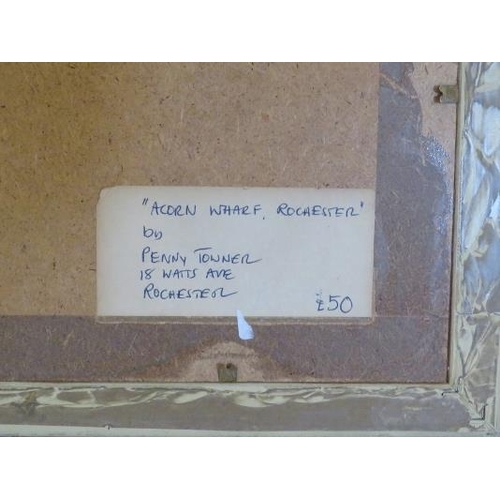 "ACORN WHARF, ROCHESTER"
by
PENNY TOWNER
18 WATTS AVE
ROCHESTER
£50